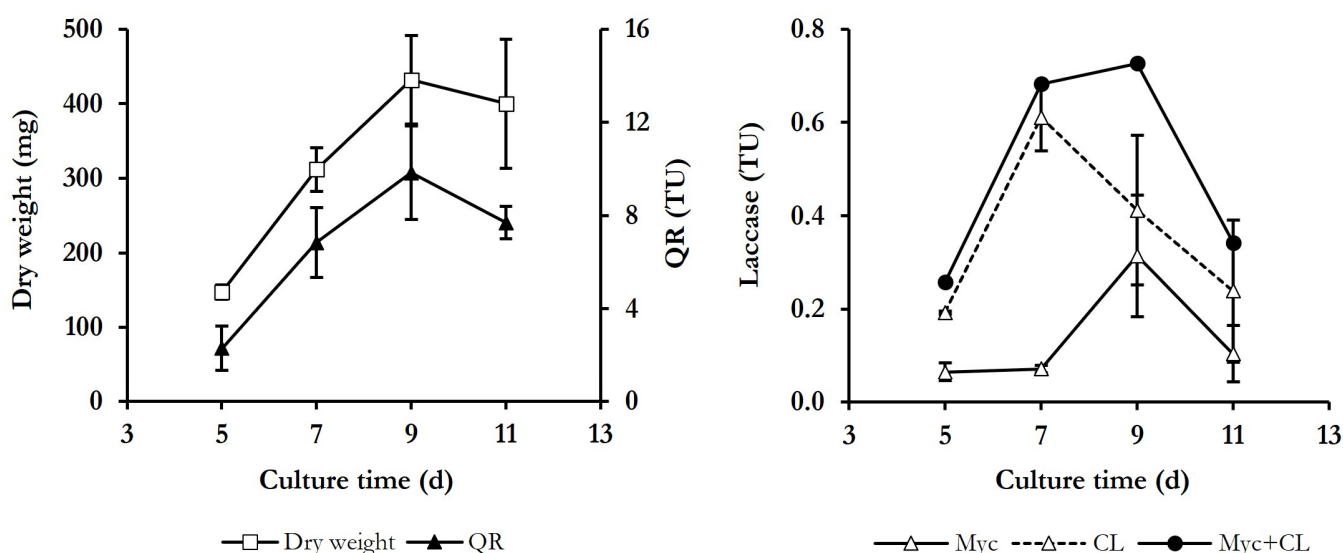 500
400
300
200
100
0
Dry weight (mg)
16
12
8
4
0
QR (TU)
3 5 7 9 11 13
Culture time (d)
Dry weight QR
0.8
0.6
0.4
0.2
0.0
Laccase (TU)
3 5 7 9 11 13
Culture time (d)
Myc CL Myc+CL